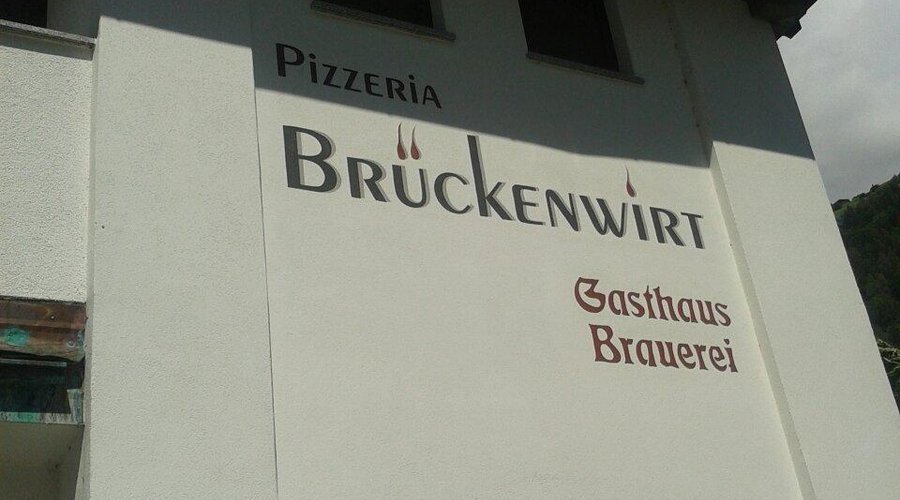 Pizzeria
Brückenwirt
Gasthaus
Brauerei